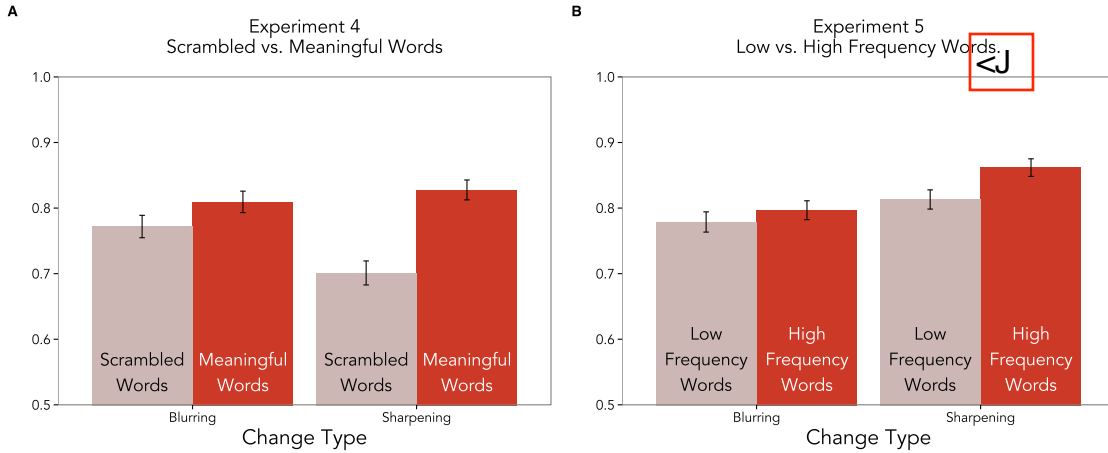 A
Experiment 4
Scrambled vs. Meaningful Words
1.0
0.9
0.8
0.7
0.6
0.5
Scrambled
Words
Meaningful
Words
Scrambled
Words
Meaningful
Words
Blurring
Sharpening
Change Type
B
Experiment 5
Low vs. High Frequency Words.
<J
1.0
0.9
0.8
0.7
0.6
0.5
Low
Frequency
Words
High
Frequency
Words
Low
Frequency
Words
High
Frequency
Words
Blurring
Sharpening
Change Type